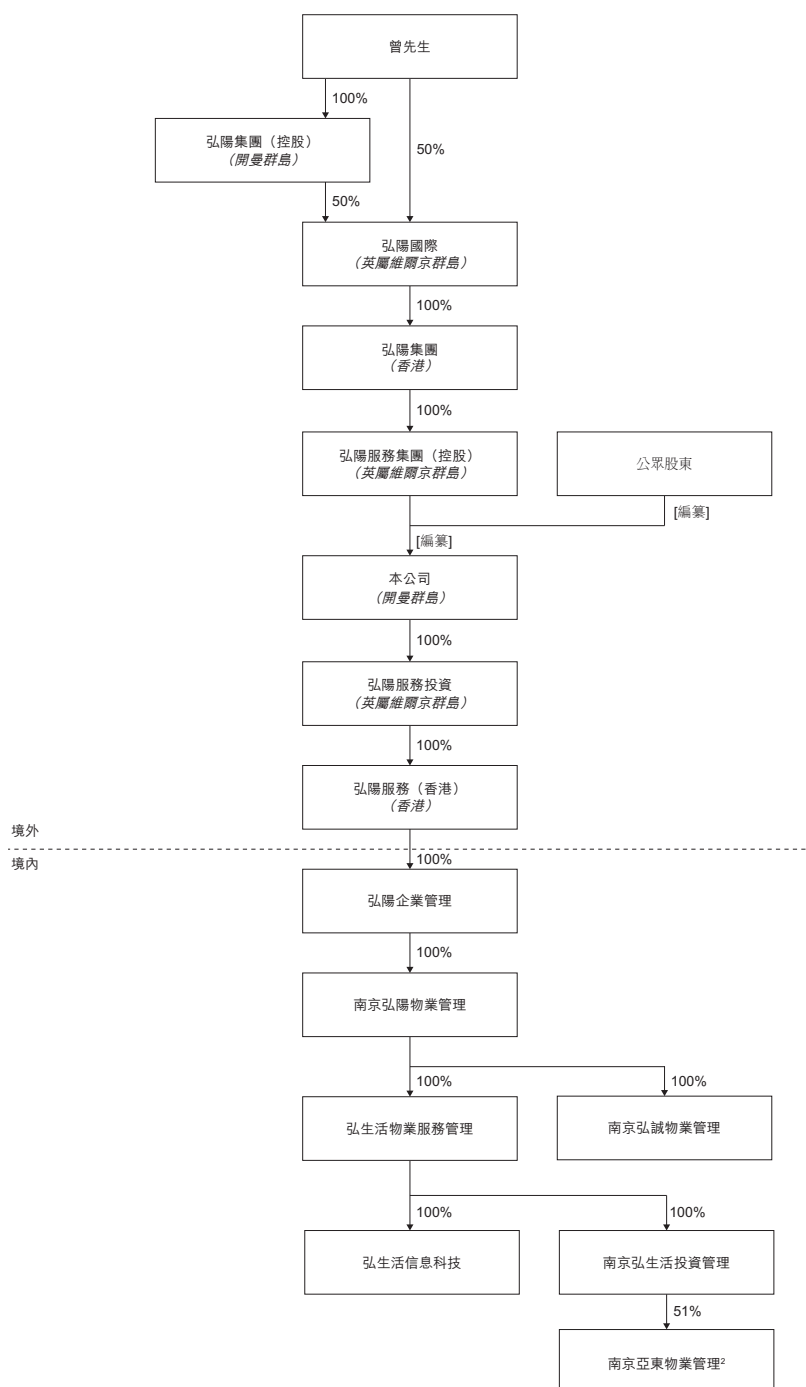 曾先生
100%
弘陽集團（控股）
（開曼群島）
50%
50%
弘陽國際
（英屬維爾京群島）
100%
弘陽集團
（香港）
100%
弘陽服務集團（控股）
（英屬維爾京群島）
公眾股東
[編纂]
[編纂]
本公司
（開曼群島）
100%
弘陽服務投資
（英屬維爾京群島）
100%
弘陽服務（香港）
（香港）
境外
境內
100%
弘陽企業管理
100%
南京弘陽物業管理
100%
100%
弘生活物業服務管理
南京弘誠物業管理
100%
100%
弘生活信息科技
南京弘生活投資管理
51%
南京亞東物業管理²